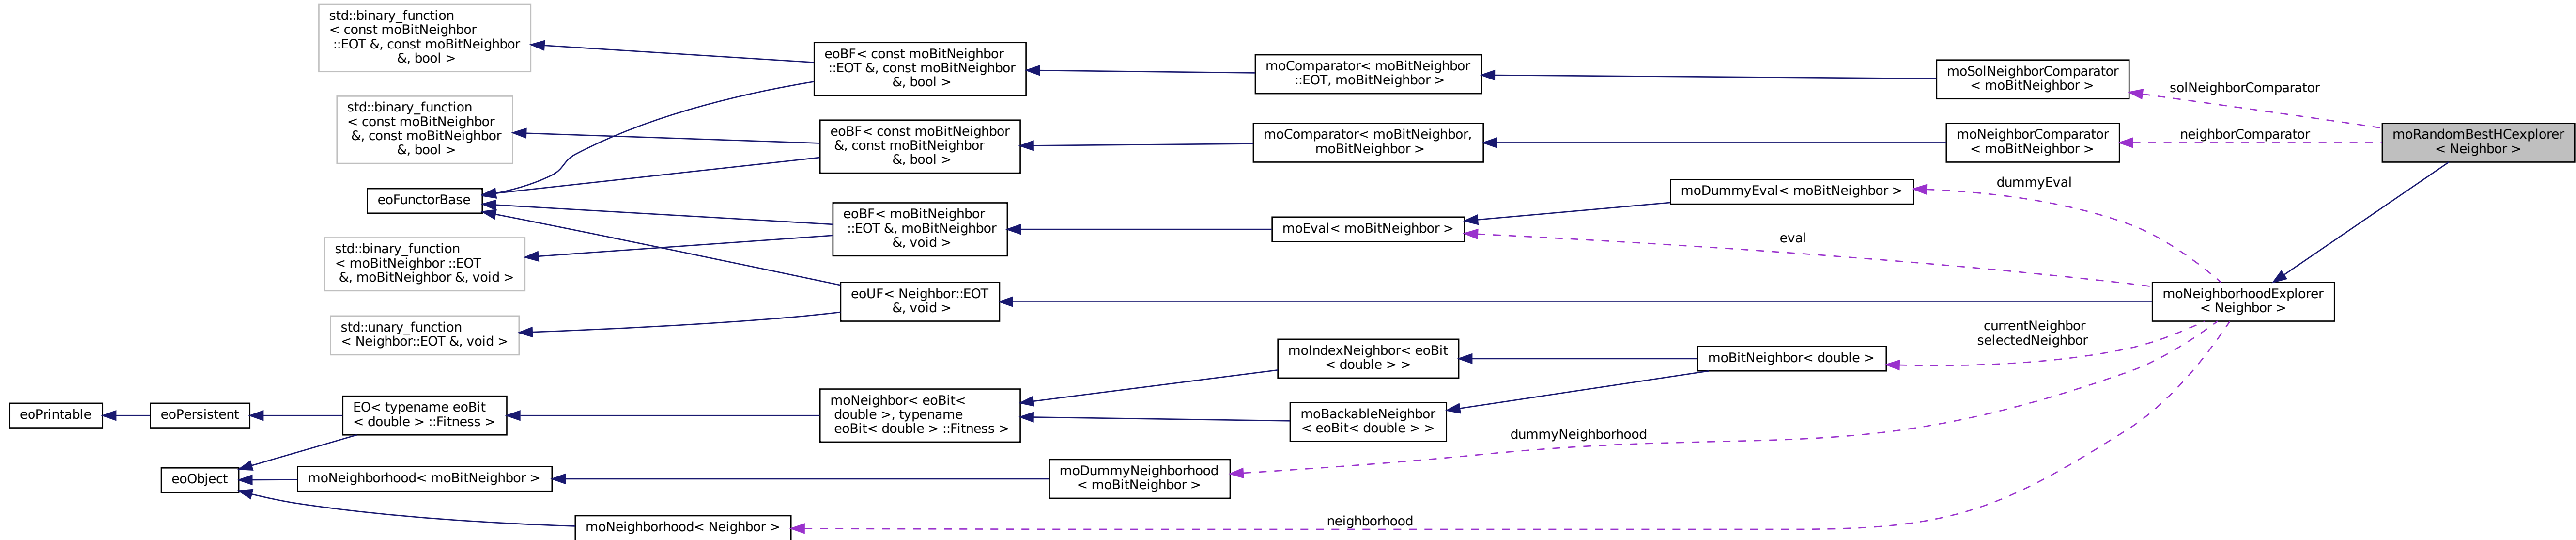 std::binary_function
< const moBitNeighbor
::EOT &, const moBitNeighbor
&, bool >
eoBF< const moBitNeighbor
::EOT &, const moBitNeighbor
&, bool >
moComparator< moBitNeighbor
::EOT, moBitNeighbor >
moSolNeighborComparator
< moBitNeighbor >
solNeighborComparator
std::binary_function
< const moBitNeighbor
&, const moBitNeighbor
&, bool >
eoBF< const moBitNeighbor
&, const moBitNeighbor
&, bool >
moComparator< moBitNeighbor,
moBitNeighbor >
moNeighborComparator
< moBitNeighbor >
neighborComparator
moRandomBestHCexplorer
< Neighbor >
eoFunctorBase
moDummyEval< moBitNeighbor >
dummyEval
eoBF< moBitNeighbor
::EOT &, moBitNeighbor
&, void >
moEval< moBitNeighbor >
eval
std::binary_function
< moBitNeighbor ::EOT
&, moBitNeighbor &, void >
eoUF< Neighbor::EOT
&, void >
moNeighborhoodExplorer
< Neighbor >
std::unary_function
< Neighbor::EOT &, void >
currentNeighbor
selectedNeighbor
moIndexNeighbor< eoBit
< double > >
moBitNeighbor< double >
eoPrintable
eoPersistent
EO< typename eoBit
< double > ::Fitness >
moNeighbor< eoBit<
double >, typename
eoBit< double > ::Fitness >
moBackableNeighbor
< eoBit< double > >
dummyNeighborhood
eoObject
moNeighborhood< moBitNeighbor >
moDummyNeighborhood
< moBitNeighbor >
moNeighborhood< Neighbor >
neighborhood